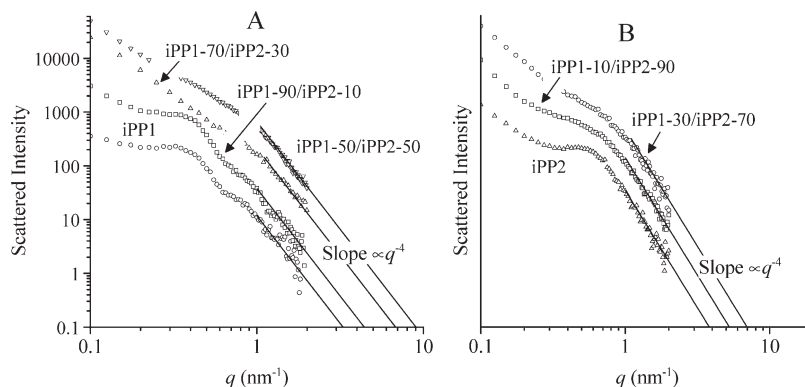 A
10000
1000
100
10
1
0.1
Scattered Intensity
iPP1-70/iPP2-30
iPP1-90/iPP2-10
iPP1
iPP1-50/iPP2-50
Slope ∝q-4
0.1
1
10
q (nm-1)
B
Scattered Intensity
iPP1-10/iPP2-90
iPP1-30/iPP2-70
iPP2
Slope ∝q-4
0.1
1
10
q (nm-1)